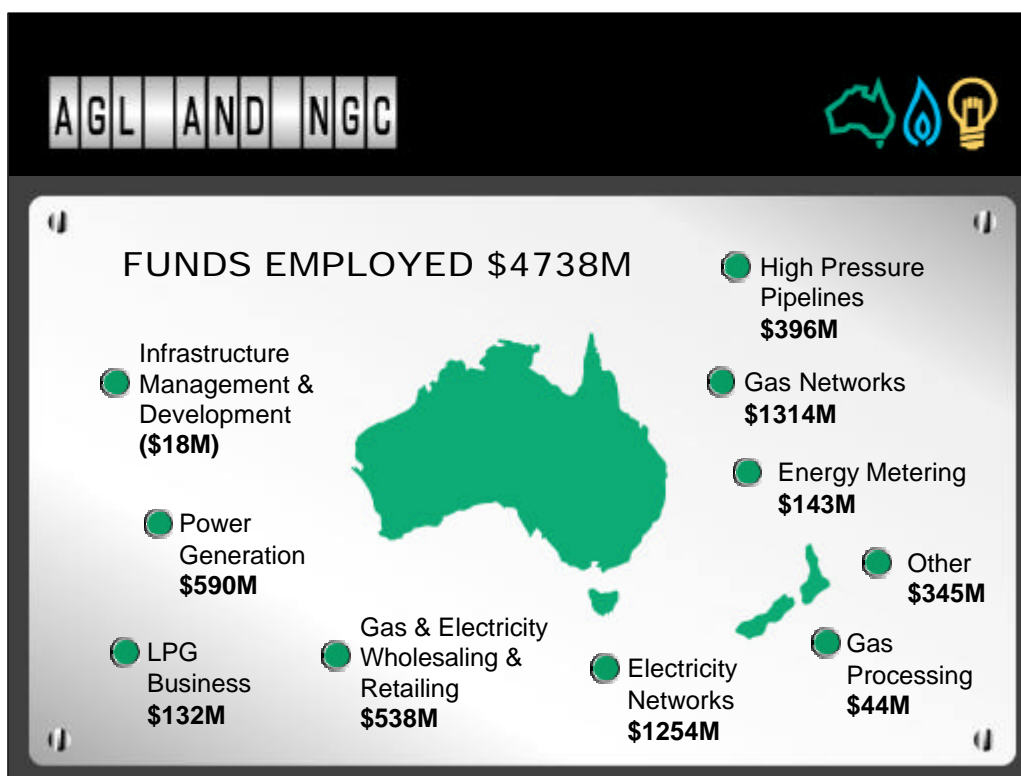 AGL AND NGC
FUNDS EMPLOYED $4738M
High Pressure
Pipelines
$396M
Infrastructure
Management &
Development
($18M)
Gas Networks
$1314M
Energy Metering
$143M
Power
Generation
$590M
Other
$345M
LPG
Business
$132M
Gas & Electricity
Wholesaling &
Retailing
$538M
Electricity
Networks
$1254M
Gas
Processing
$44M